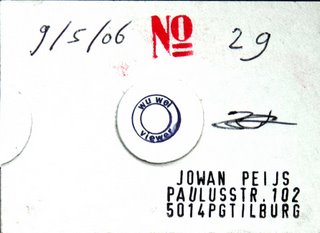 9/5/06 No 29
wu wei
viewer
JOWAN PEIJS
PAULUSSTR.102
5014PGTILBURG